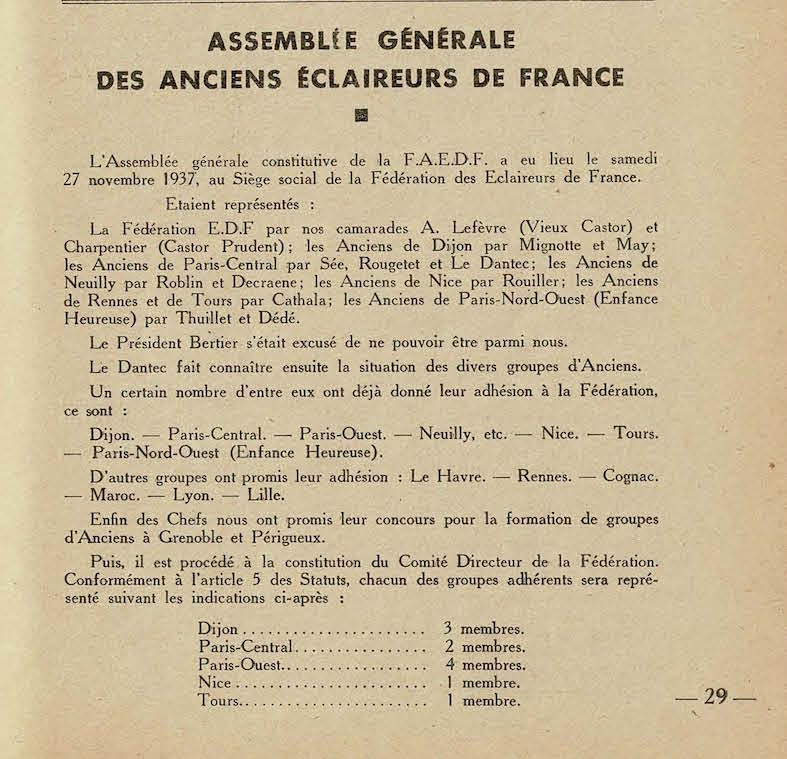 ASSEMBLÉE GÉNÉRALE
DES ANCIENS ÉCLAIREURS DE FRANCE
L'Assemblée générale constitutive de la F.A.E.D.F. a eu lieu le samedi
27 novembre 1937, au Siège social de la Fédération des Eclaireurs de France.
Etaient représentés :
La Fédération E.D.F par nos camarades A. Lefèvre (Vieux Castor) et
Charpentier (Castor Prudent) ; les Anciens de Dijon par Mignotte et May ;
les Anciens de Paris-Central par Sée, Rougetet et Le Dantec ; les Anciens de
Neuilly par Roblin et Decraene ; les Anciens de Nice par Rouiller ; les Anciens
de Rennes et de Tours par Cathala ; les Anciens de Paris-Nord-Ouest (Enfance
Heureuse) par Thuillet et Dédé.
Le Président Bertier s'était excusé de ne pouvoir être parmi nous.
Le Dantec fait connaître ensuite la situation des divers groupes d'Anciens.
Un certain nombre d'entre eux ont déjà donné leur adhésion à la Fédération,
ce sont :
Dijon. — Paris-Central. — Paris-Ouest. — Neuilly, etc. — Nice. — Tours.
— Paris-Nord-Ouest (Enfance Heureuse).
D'autres groupes ont promis leur adhésion : Le Havre. — Rennes. — Cognac.
— Maroc. — Lyon. — Lille.
Enfin des Chefs nous ont promis leur concours pour la formation de groupes
d'Anciens à Grenoble et Périgueux.
Puis, il est procédé à la constitution du Comité Directeur de la Fédération.
Conformément à l'article 5 des Statuts, chacun des groupes adhérents sera repré-
senté suivant les indications ci-après :
Dijon ..................... 3 membres.
Paris-Central ............... 2 membres.
Paris-Ouest ................. 4 membres.
Nice ...................... 1 membre.
Tours ..................... 1 membre.
— 29 —